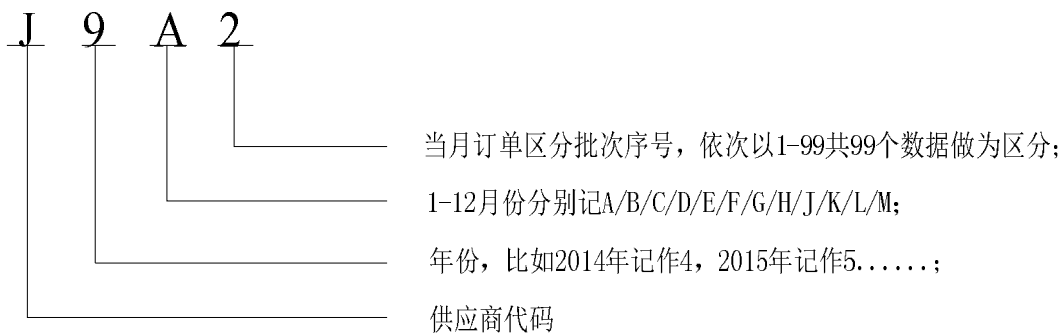 J 9 A 2
当月订单区分批次序号，依次以1-99共99个数据做为区分；
1-12月份分别记A/B/C/D/E/F/G/H/J/K/L/M；
年份，比如2014年记作4，2015年记作5......；
供应商代码